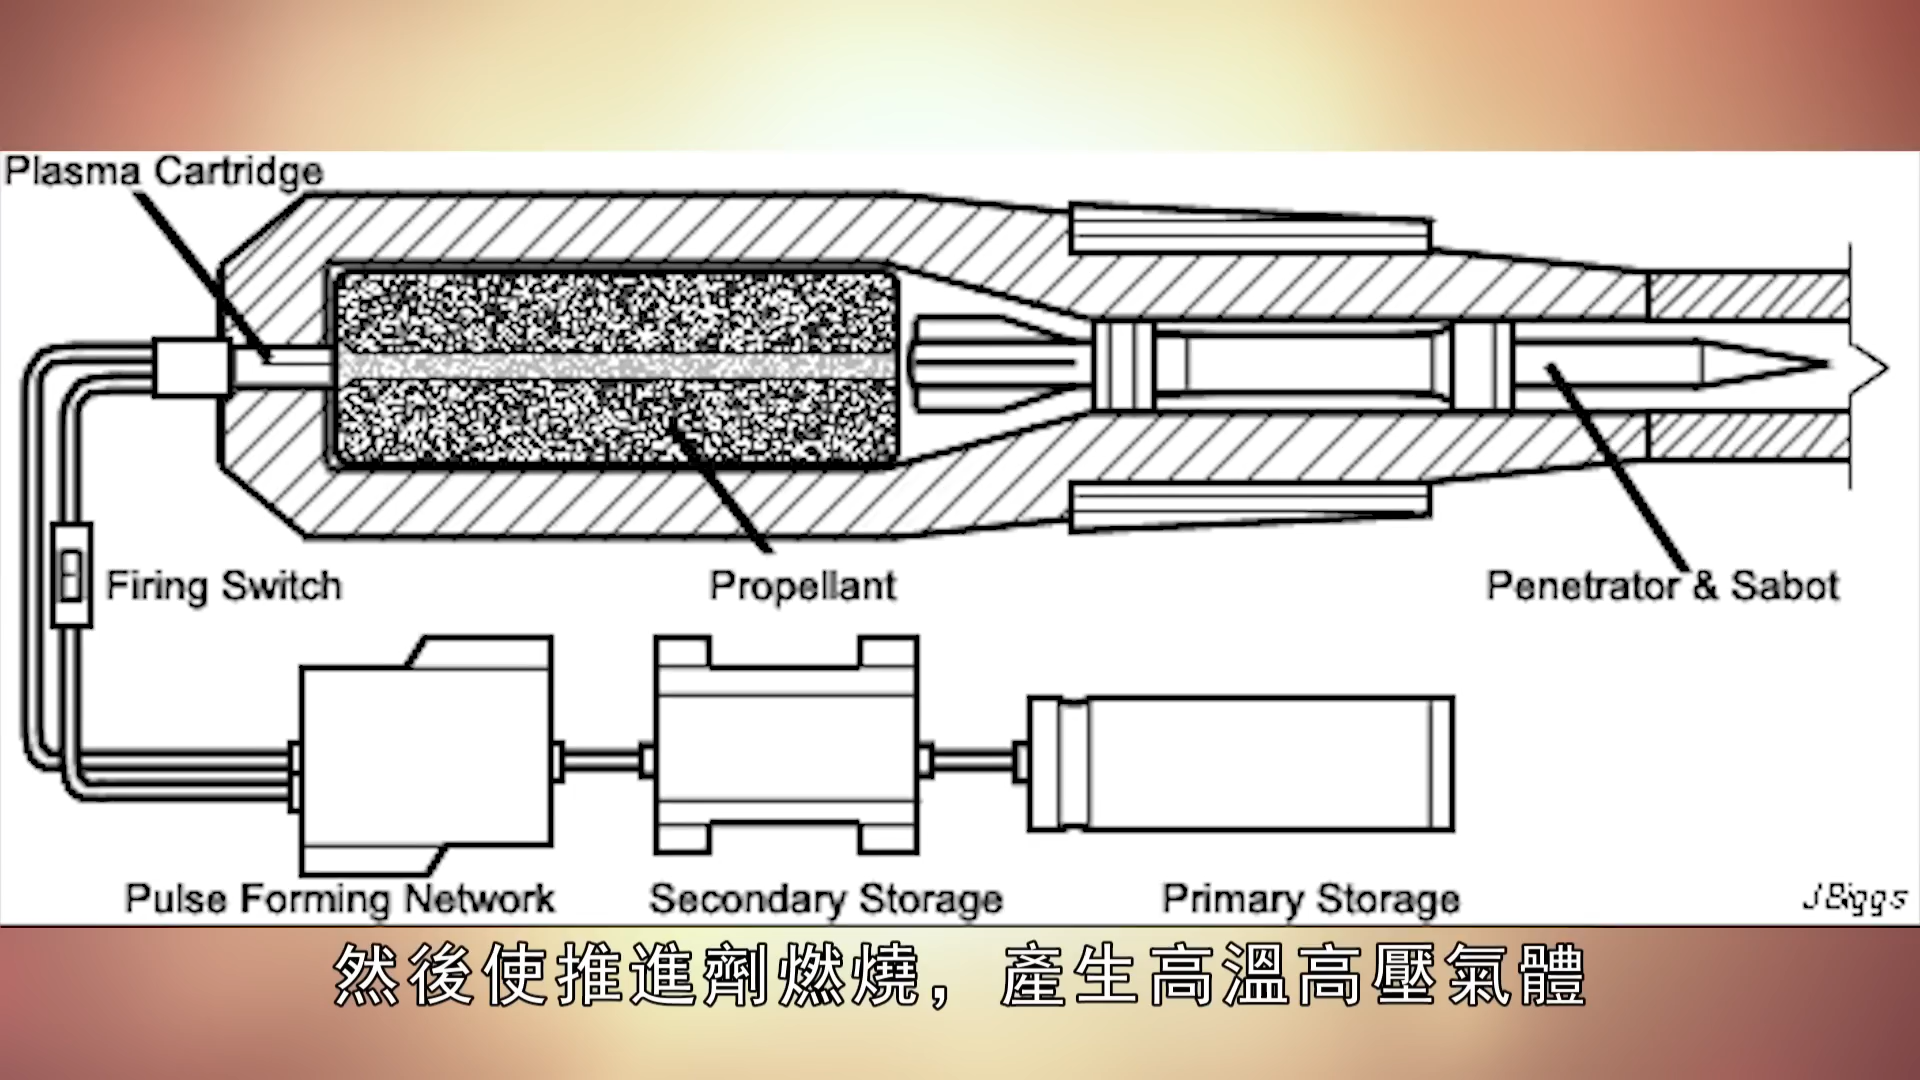 Plasma Cartridge
Firing Switch
Propellant
Penetrator & Sabot
Pulse Forming Network
Secondary Storage
Primary Storage
J Biggs
然後使推進劑燃燒，產生高溫高壓氣體